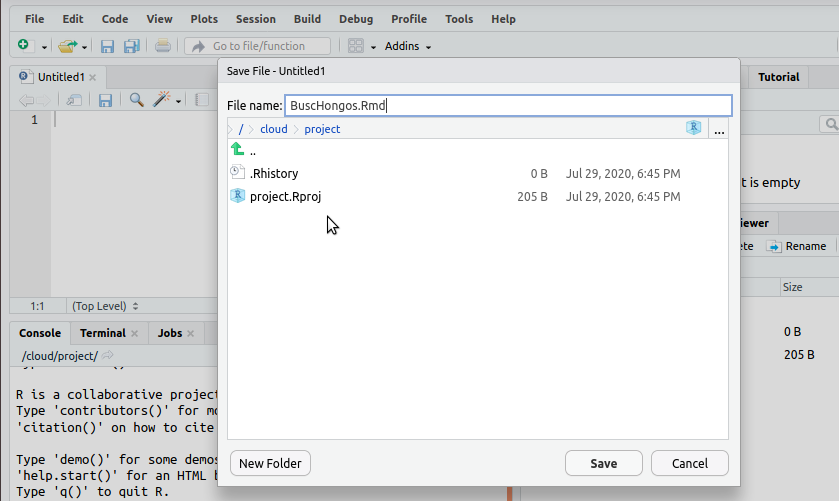 File Edit Code View Plots Session Build Debug Profile Tools Help
Go to file/function Addins
Untitled1
Save File - Untitled1
Tutorial
File name: BuscHongos.Rmd
/ cloud project ...
1
..
.Rhistory 0 B Jul 29, 2020, 6:45 PM
t is empty
project.Rproj 205 B Jul 29, 2020, 6:45 PM
iewer
ete Rename
Size
1:1 (Top Level)
Console Terminal Jobs
0 B
/cloud/project/
205 B
R is a collaborative project
Type 'contributors()' for mo
'citation()' on how to cite
Type 'demo()' for some demos
'help.start()' for an HTML b
Type 'q()' to quit R.
New Folder Save Cancel